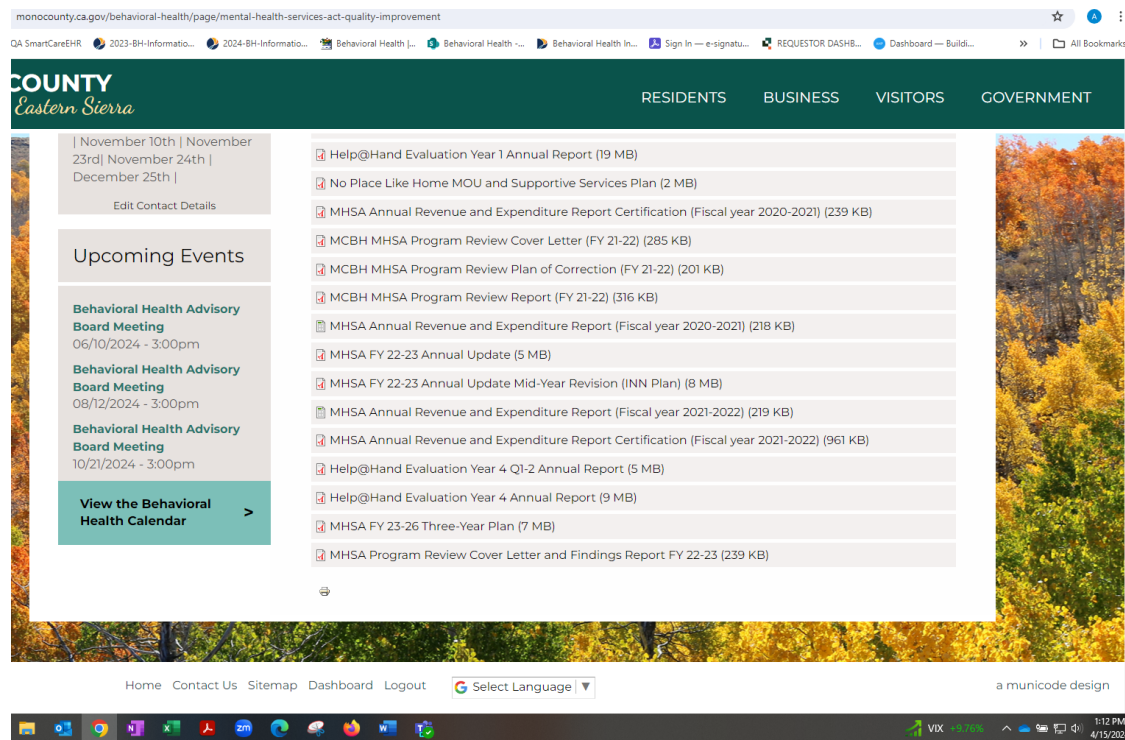 monocounty.ca.gov/behavioral-health/page/mental-health-services-act-quality-improvement
QA SmartCareEHR 2023-BH-Informatio... 2024-BH-Informatio... Behavioral Health |... Behavioral Health -... Behavioral Health In... Sign In — e-signatu... REQUESTOR DASHB... Dashboard — Buildi... » All Bookmarks
COUNTY
Eastern Sierra
RESIDENTS BUSINESS VISITORS GOVERNMENT
| November 10th | November
23rd| November 24th |
December 25th |
Edit Contact Details
Upcoming Events
Behavioral Health Advisory
Board Meeting
06/10/2024 - 3:00pm
Behavioral Health Advisory
Board Meeting
08/12/2024 - 3:00pm
Behavioral Health Advisory
Board Meeting
10/21/2024 - 3:00pm
View the Behavioral
Health Calendar >
Help@Hand Evaluation Year 1 Annual Report (19 MB)
No Place Like Home MOU and Supportive Services Plan (2 MB)
MHSA Annual Revenue and Expenditure Report Certification (Fiscal year 2020-2021) (239 KB)
MCBH MHSA Program Review Cover Letter (FY 21-22) (285 KB)
MCBH MHSA Program Review Plan of Correction (FY 21-22) (201 KB)
MCBH MHSA Program Review Report (FY 21-22) (316 KB)
MHSA Annual Revenue and Expenditure Report (Fiscal year 2020-2021) (218 KB)
MHSA FY 22-23 Annual Update (5 MB)
MHSA FY 22-23 Annual Update Mid-Year Revision (INN Plan) (8 MB)
MHSA Annual Revenue and Expenditure Report (Fiscal year 2021-2022) (219 KB)
MHSA Annual Revenue and Expenditure Report Certification (Fiscal year 2021-2022) (961 KB)
Help@Hand Evaluation Year 4 Q1-2 Annual Report (5 MB)
Help@Hand Evaluation Year 4 Annual Report (9 MB)
MHSA FY 23-26 Three-Year Plan (7 MB)
MHSA Program Review Cover Letter and Findings Report FY 22-23 (239 KB)
Home Contact Us Sitemap Dashboard Logout G Select Language ▼
a municode design
VIX +9.76%
1:12 PM
4/15/202